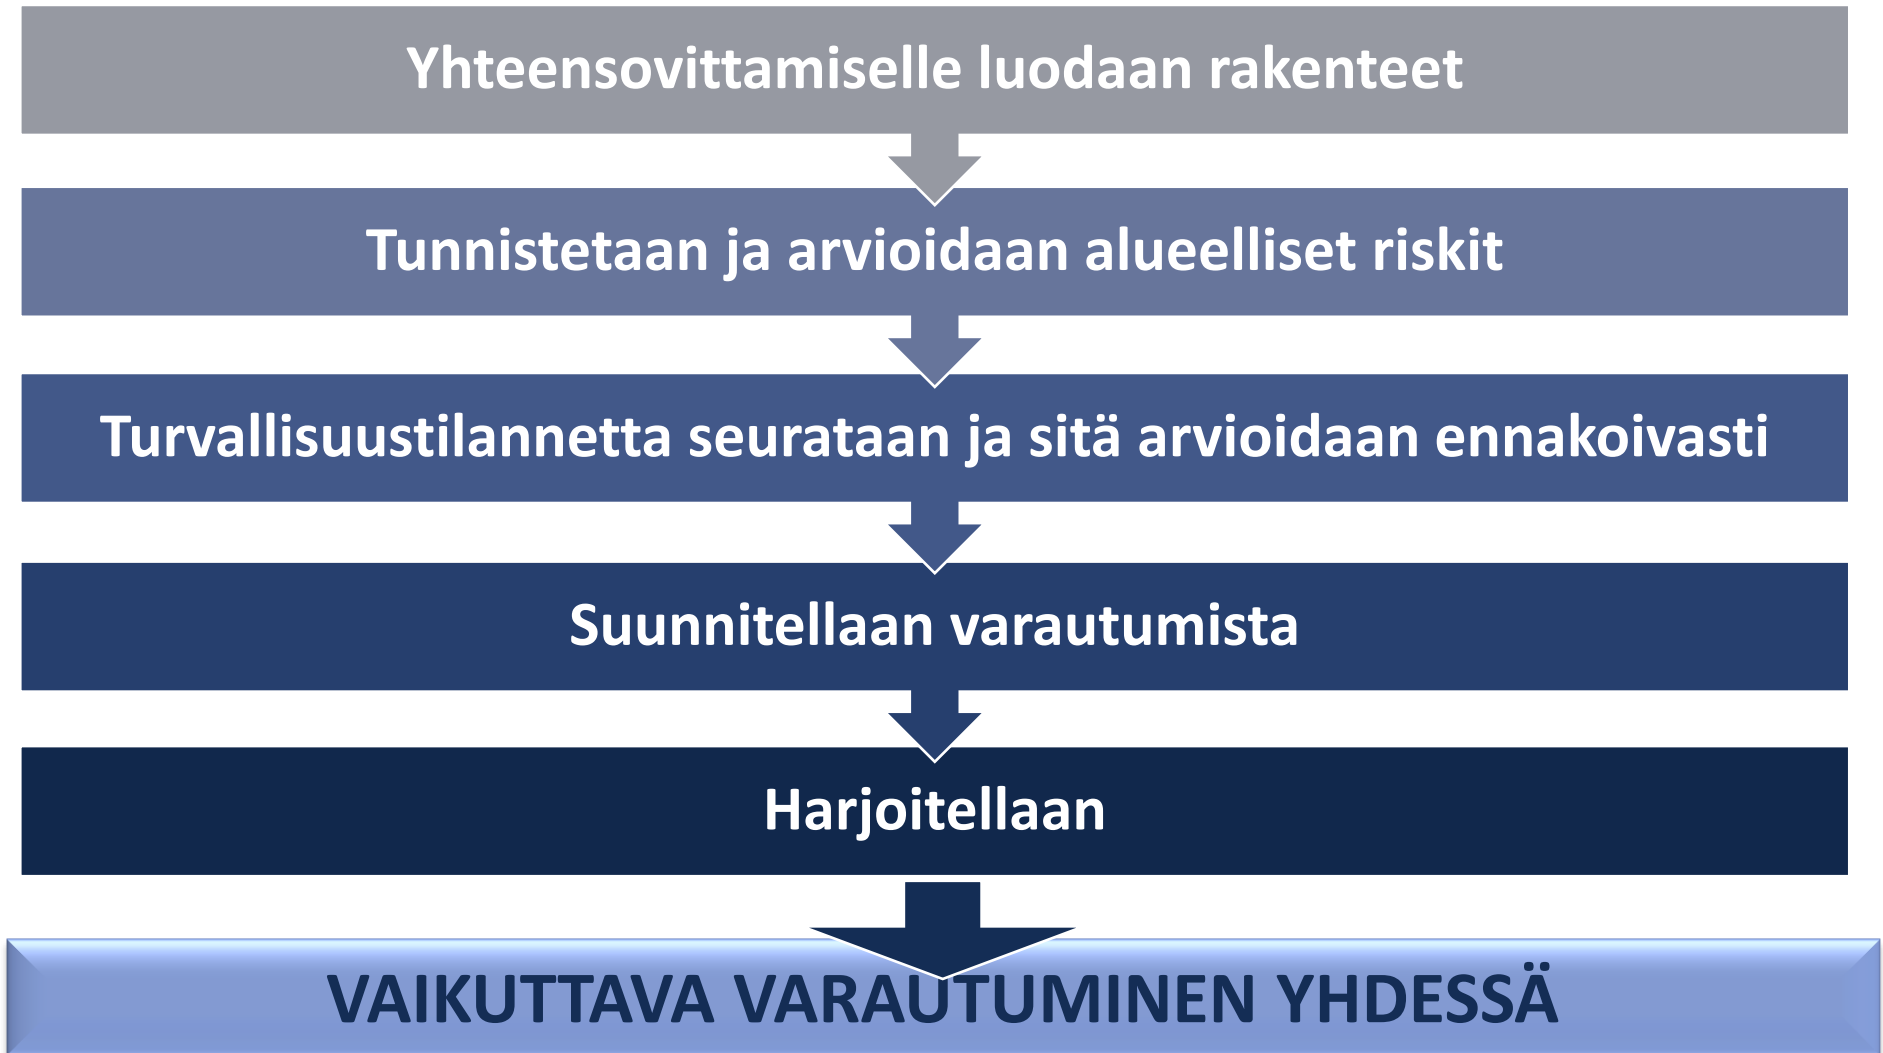 Yhteensovittamiselle luodaan rakenteet
Tunnistetaan ja arvioidaan alueelliset riskit
Turvallisuustilannetta seurataan ja sitä arvioidaan ennakoivasti
Suunnitellaan varautumista
Harjoitellaan
VAIKUTTAVA VARAUTUMINEN YHDESSÄ